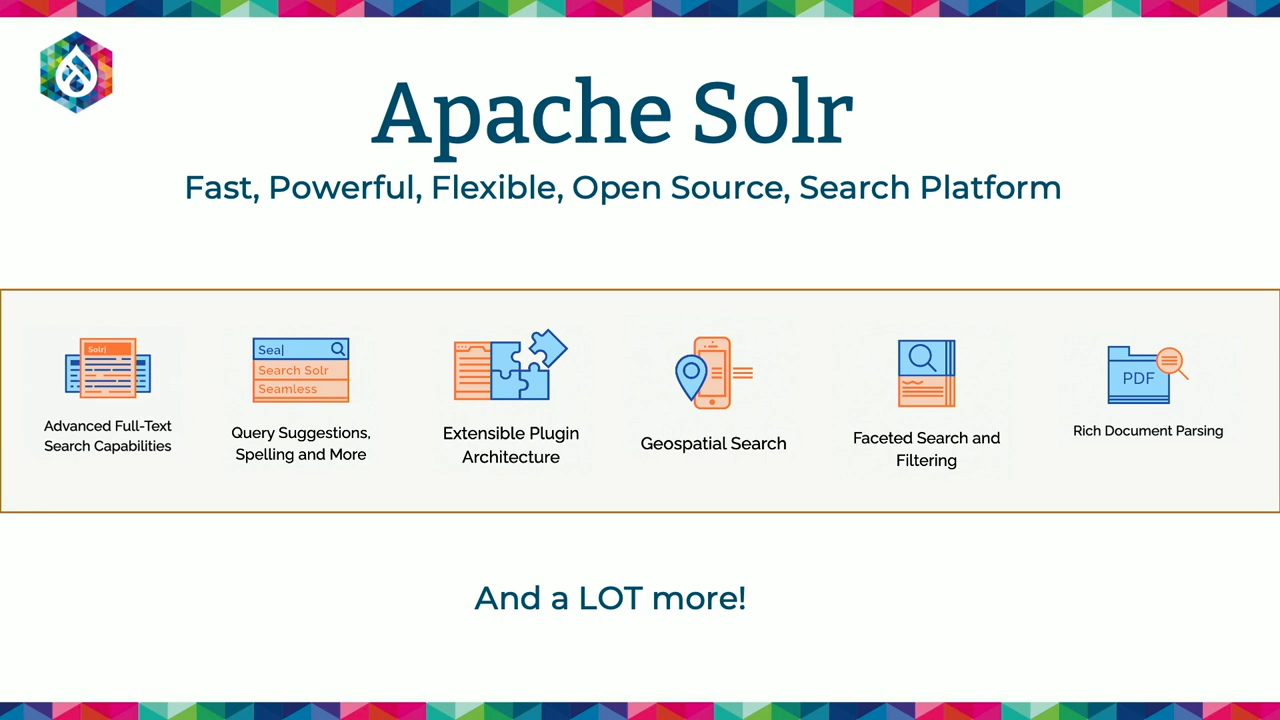 Apache Solr
Fast, Powerful, Flexible, Open Source, Search Platform
Solr|
Advanced Full-Text
Search Capabilities
Sea|
Search Solr
Seamless
Query Suggestions,
Spelling and More
Extensible Plugin
Architecture
Geospatial Search
Faceted Search and
Filtering
PDF
Rich Document Parsing
And a LOT more!